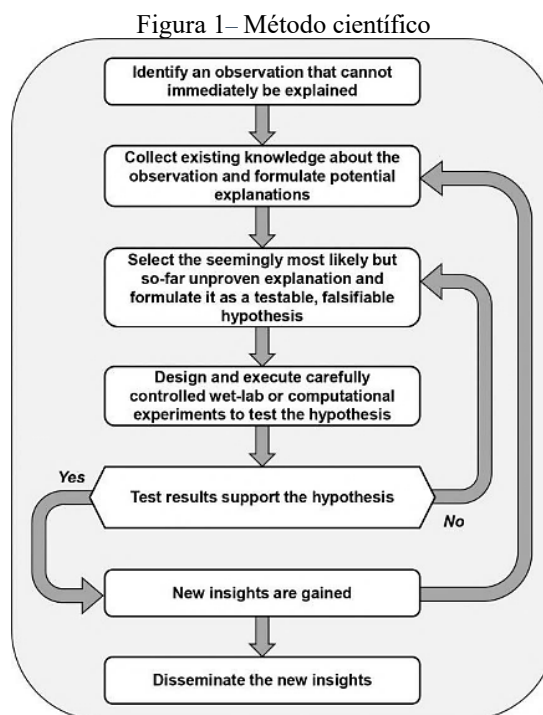 Figura 1– Método científico
Identify an observation that cannot
immediately be explained
Collect existing knowledge about the
observation and formulate potential
explanations
Select the seemingly most likely but
so-far unproven explanation and
formulate it as a testable, falsifiable
hypothesis
Design and execute carefully
controlled wet-lab or computational
experiments to test the hypothesis
Yes
Test results support the hypothesis
No
New insights are gained
Disseminate the new insights